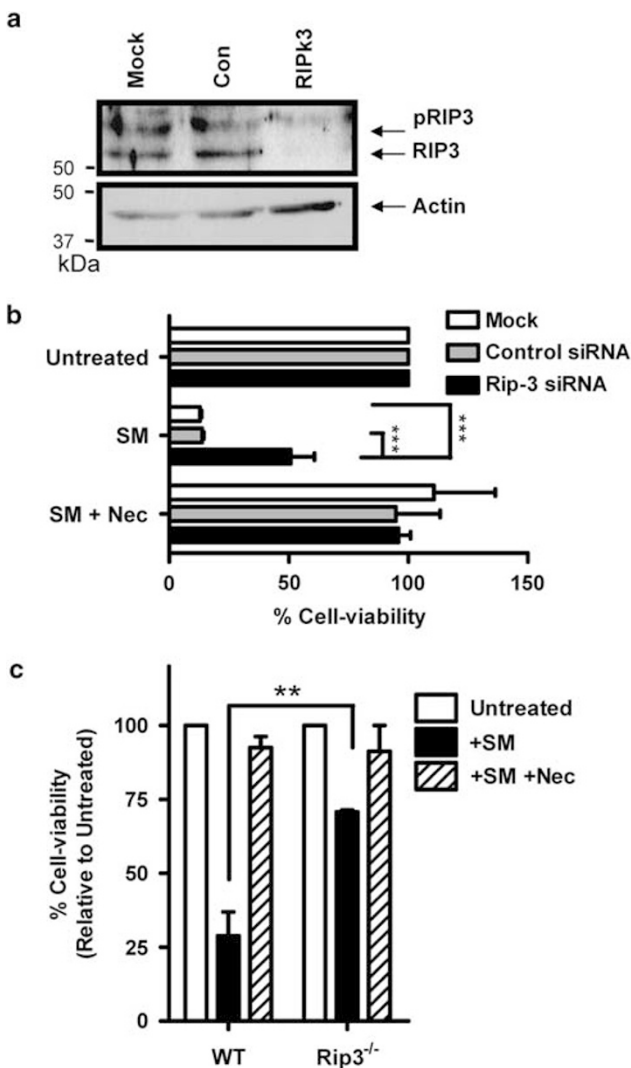 a
Mock
Con
RIPk3
pRIP3
RIP3
50
50
Actin
37
kDa
b
Mock
Control siRNA
Rip-3 siRNA
Untreated
SM
***
***
SM + Nec
0 50 100 150
% Cell-viability
c
**
Untreated
+SM
+SM +Nec
% Cell-viability
(Relative to Untreated)
100
75
50
25
0
WT Rip3-/-